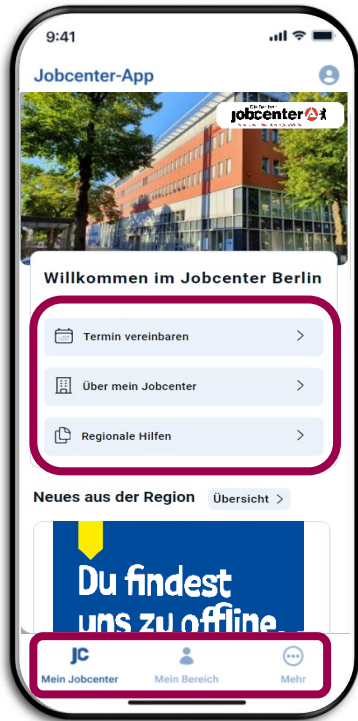 9:41
Jobcenter-App
jobcenter
Willkommen im Jobcenter Berlin
Termin vereinbaren
Über mein Jobcenter
Regionale Hilfen
Neues aus der Region
Übersicht
Du findest
uns zu offline.
JC
Mein Jobcenter
Mein Bereich
Mehr